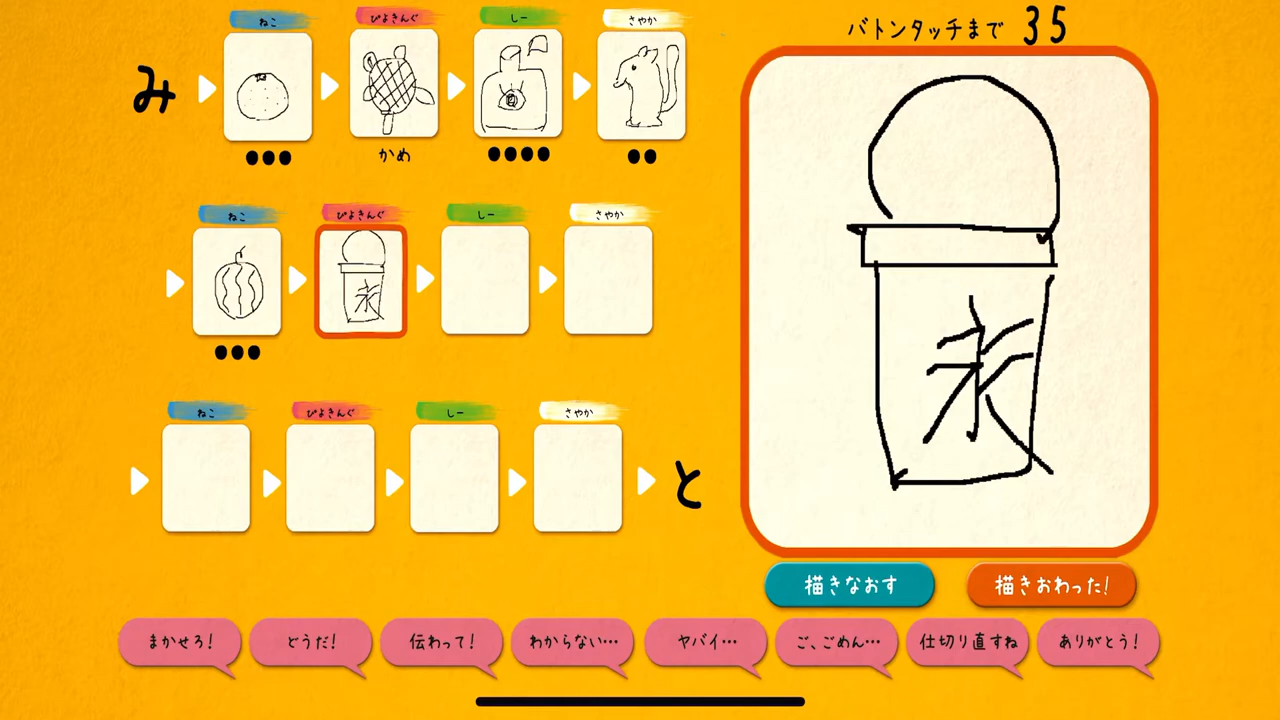 ねこ ぴよきんぐ しー さやか
バトンタッチまで 35
み
●●● かめ ●●●● ●●
ねこ ぴよきんぐ しー さやか
氷
●●●
ねこ ぴよきんぐ しー さやか
と
描きなおす 描きおわった!
まかせろ! どうだ! 伝わって! わからない… ヤバイ… ご、ごめん… 仕切り直すね ありがとう!